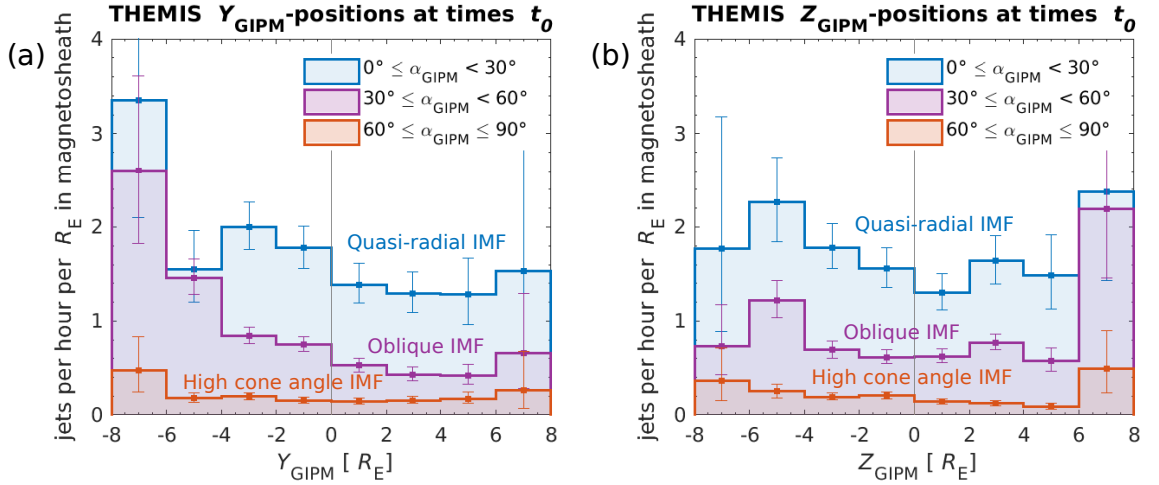 THEMIS Y_GIPM-positions at times t_0
(a)
jets per hour per R_E in magnetosheath
4
3
2
1
0
0° ≤ α_GIPM < 30°
30° ≤ α_GIPM < 60°
60° ≤ α_GIPM ≤ 90°
Quasi-radial IMF
Oblique IMF
High cone angle IMF
-8 -6 -4 -2 0 2 4 6 8
Y_GIPM [ R_E]
THEMIS Z_GIPM-positions at times t_0
(b)
jets per hour per R_E in magnetosheath
4
3
2
1
0
0° ≤ α_GIPM < 30°
30° ≤ α_GIPM < 60°
60° ≤ α_GIPM ≤ 90°
Quasi-radial IMF
Oblique IMF
High cone angle IMF
-8 -6 -4 -2 0 2 4 6 8
Z_GIPM [ R_E]